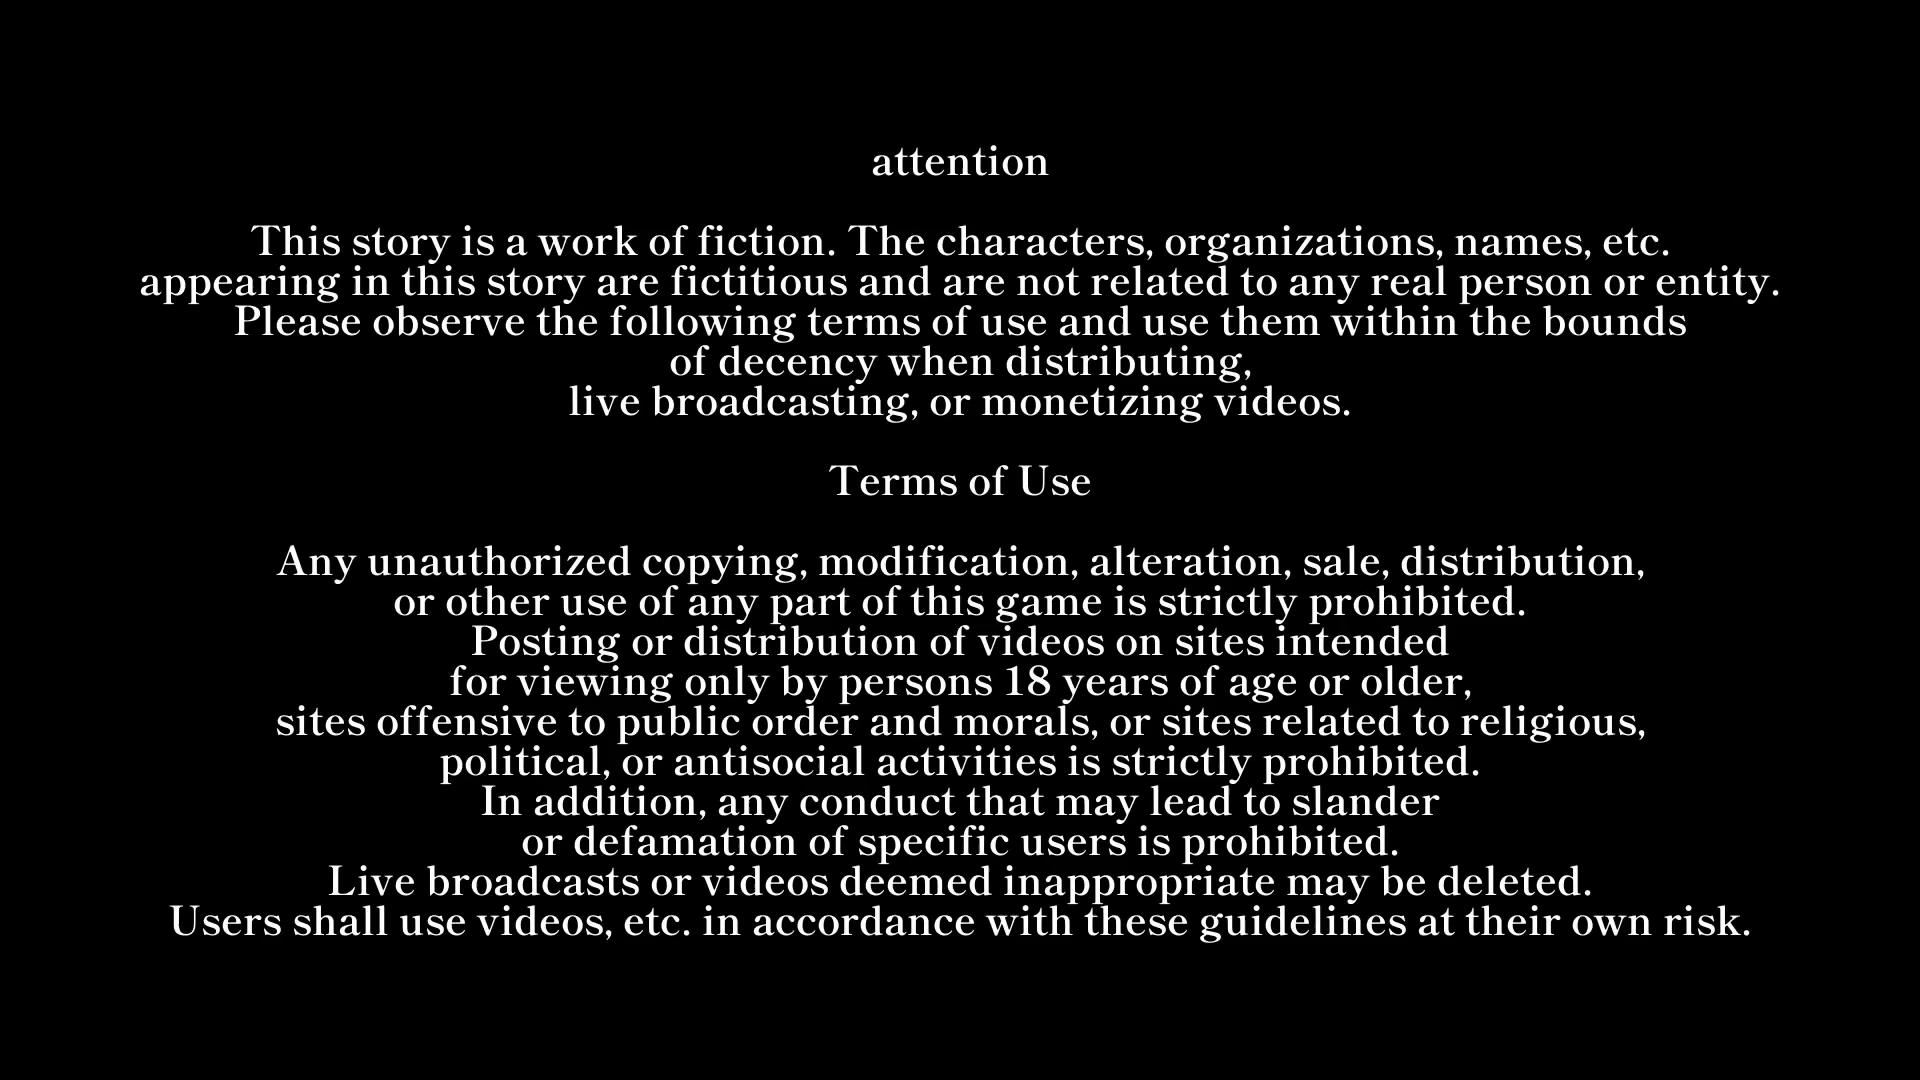 attention
This story is a work of fiction. The characters, organizations, names, etc.
appearing in this story are fictitious and are not related to any real person or entity.
Please observe the following terms of use and use them within the bounds
of decency when distributing,
live broadcasting, or monetizing videos.
Terms of Use
Any unauthorized copying, modification, alteration, sale, distribution,
or other use of any part of this game is strictly prohibited.
Posting or distribution of videos on sites intended
for viewing only by persons 18 years of age or older,
sites offensive to public order and morals, or sites related to religious,
political, or antisocial activities is strictly prohibited.
In addition, any conduct that may lead to slander
or defamation of specific users is prohibited.
Live broadcasts or videos deemed inappropriate may be deleted.
Users shall use videos, etc. in accordance with these guidelines at their own risk.